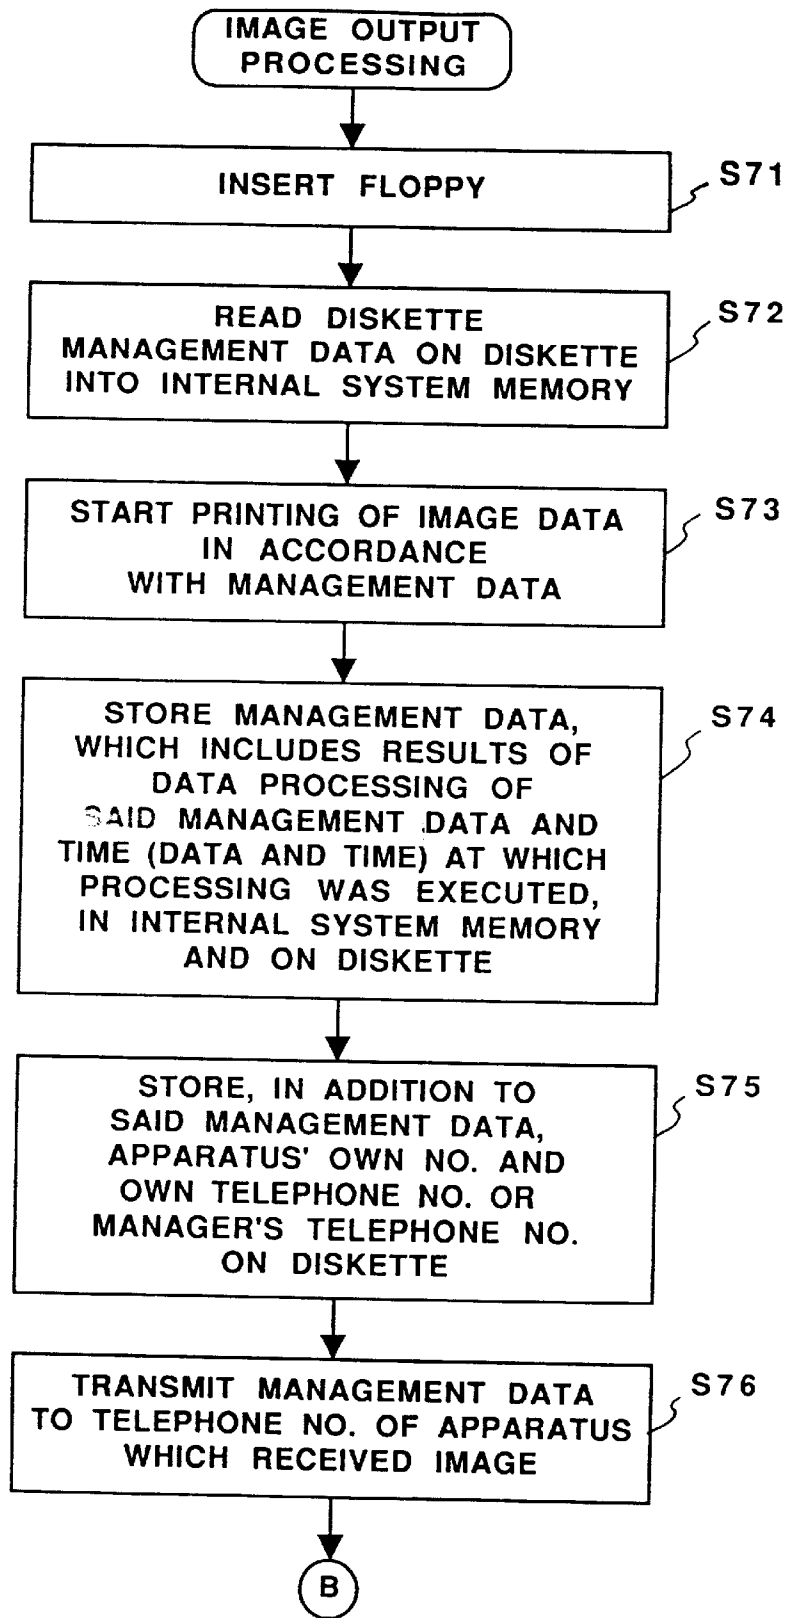 IMAGE OUTPUT
PROCESSING
INSERT FLOPPY
S71
READ DISKETTE
MANAGEMENT DATA ON DISKETTE
INTO INTERNAL SYSTEM MEMORY
S72
START PRINTING OF IMAGE DATA
IN ACCORDANCE
WITH MANAGEMENT DATA
S73
STORE MANAGEMENT DATA,
WHICH INCLUDES RESULTS OF
DATA PROCESSING OF
SAID MANAGEMENT DATA AND
TIME (DATA AND TIME) AT WHICH
PROCESSING WAS EXECUTED,
IN INTERNAL SYSTEM MEMORY
AND ON DISKETTE
S74
STORE, IN ADDITION TO
SAID MANAGEMENT DATA,
APPARATUS' OWN NO. AND
OWN TELEPHONE NO. OR
MANAGER'S TELEPHONE NO.
ON DISKETTE
S75
TRANSMIT MANAGEMENT DATA
TO TELEPHONE NO. OF APPARATUS
WHICH RECEIVED IMAGE
S76
B